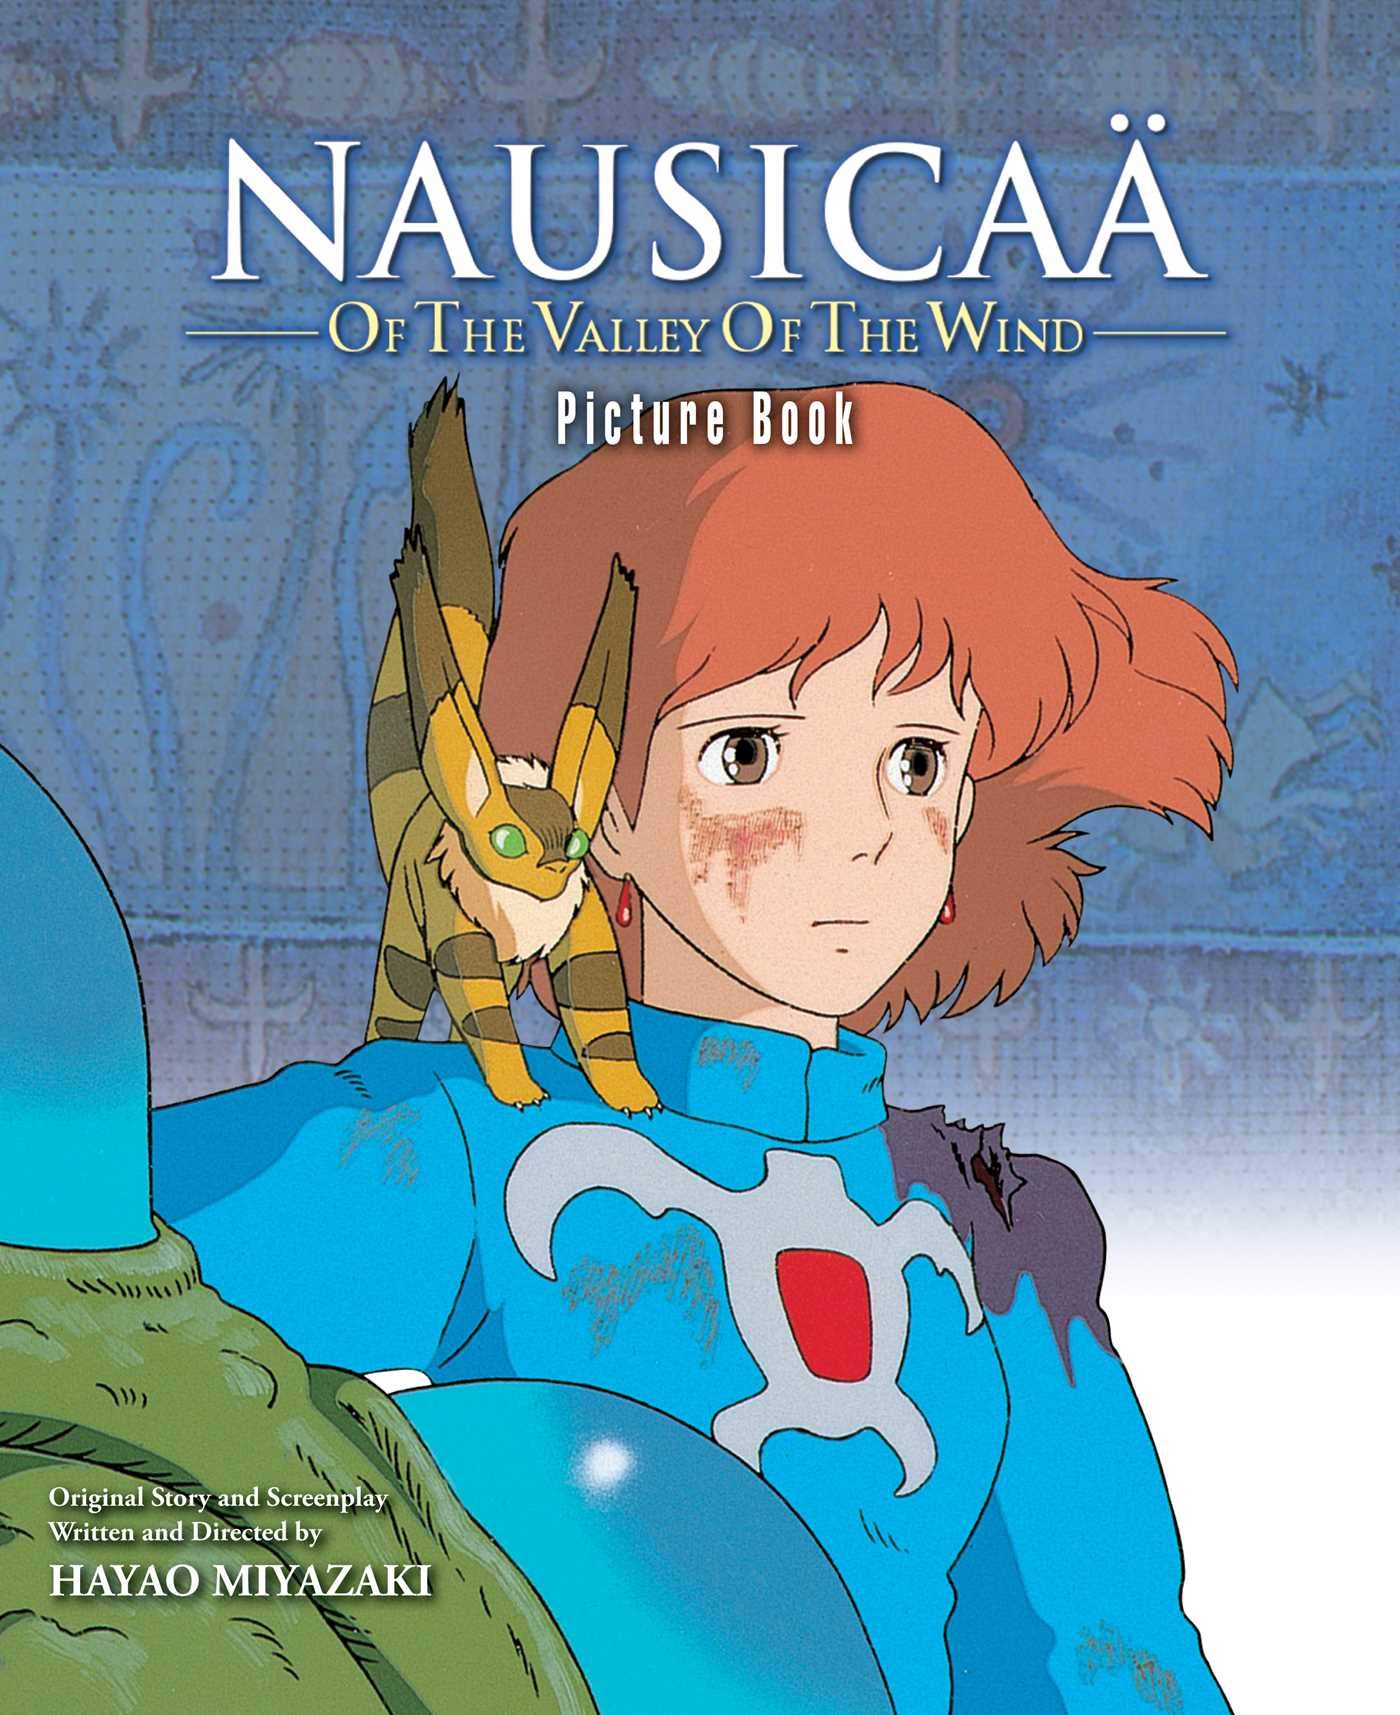 NAUSICAÄ
OF THE VALLEY OF THE WIND
Picture Book
Original Story and Screenplay
Written and Directed by
HAYAO MIYAZAKI